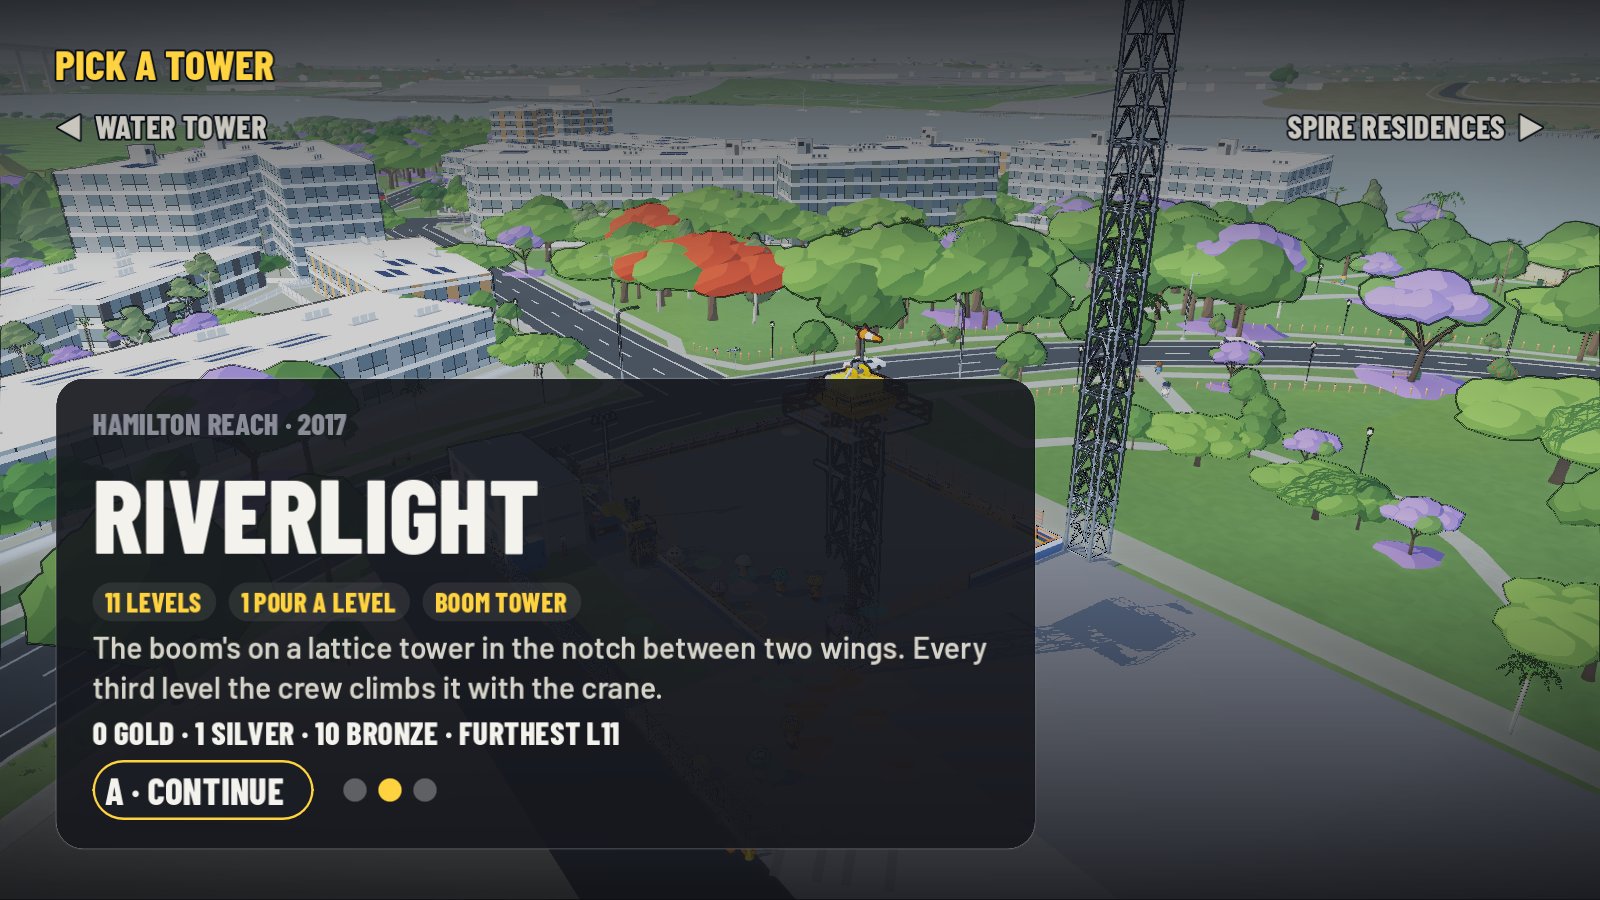 PICK A TOWER
WATER TOWER
SPIRE RESIDENCES
HAMILTON REACH · 2017
RIVERLIGHT
11 LEVELS
1 POUR A LEVEL
BOOM TOWER
The boom's on a lattice tower in the notch between two wings. Every
third level the crew climbs it with the crane.
0 GOLD · 1 SILVER · 10 BRONZE · FURTHEST L11
A · CONTINUE